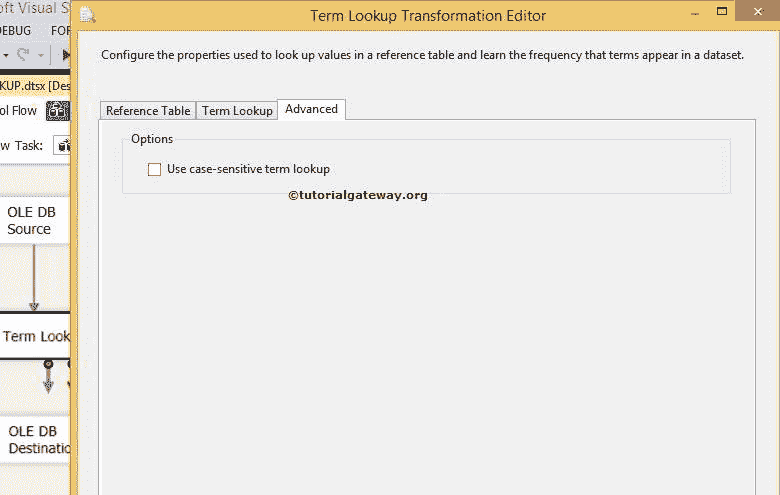 oft Visual S
Term Lookup Transformation Editor
DEBUG
FOR
Configure the properties used to look up values in a reference table and learn the frequency that terms appear in a dataset.
KUP.dtsx [Des
ol Flow
Reference Table
Term Lookup
Advanced
w Task:
Options
Use case-sensitive term lookup
©tutorialgateway.org
OLE DB
Source
Term Look
OLE DB
Destinatio